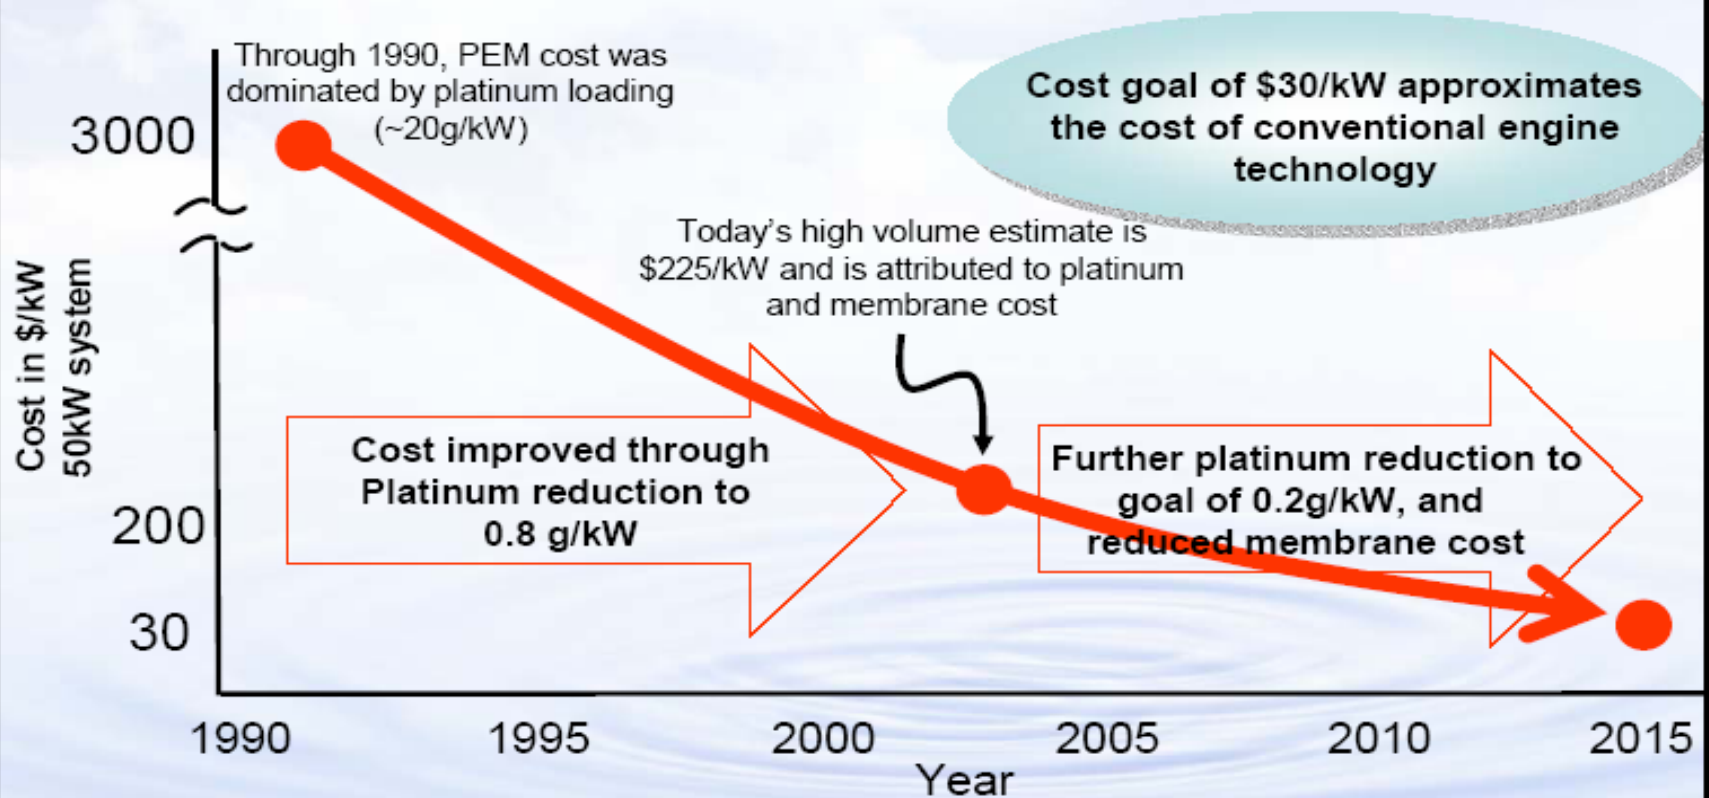 Through 1990, PEM cost was
dominated by platinum loading
(~20g/kW)
Cost goal of $30/kW approximates
the cost of conventional engine
technology
3000
Today's high volume estimate is
$225/kW and is attributed to platinum
and membrane cost
Cost in $/kW
50kW system
Cost improved through
Platinum reduction to
0.8 g/kW
Further platinum reduction to
goal of 0.2g/kW, and
reduced membrane cost
200
30
1990 1995 2000 2005 2010 2015
Year